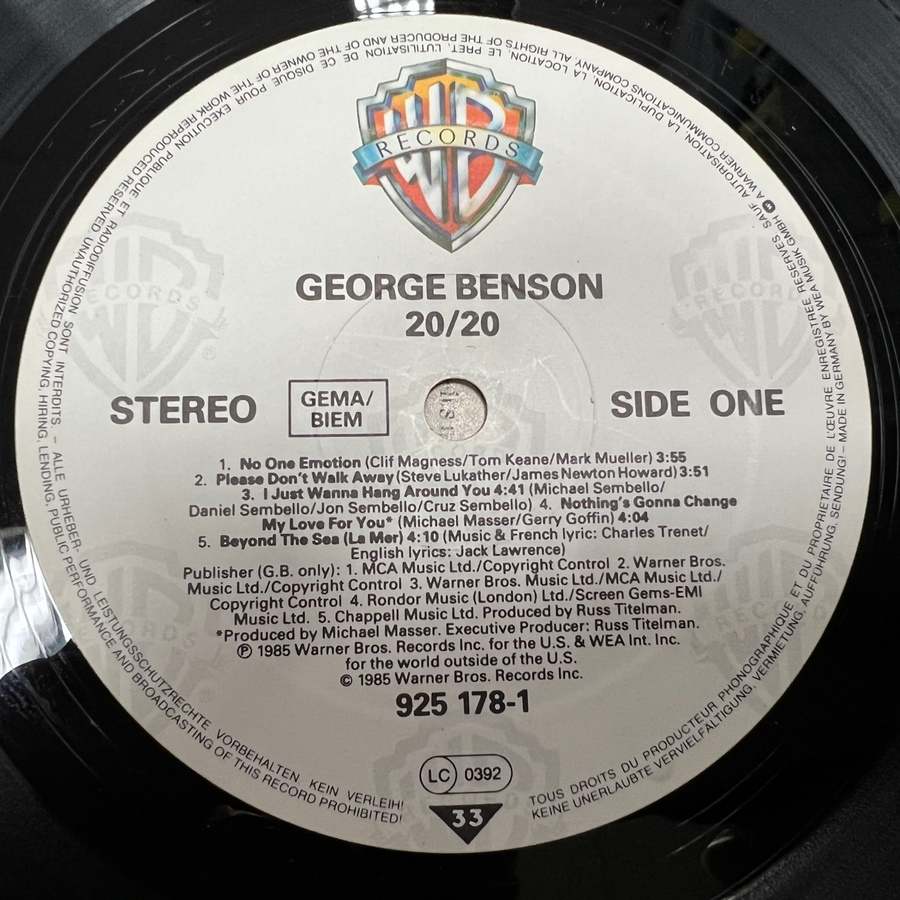 WB
RECORDS
GEORGE BENSON
20/20
STEREO
GEMA/
BIEM
SIDE ONE
1. No One Emotion (Clif Magness/Tom Keane/Mark Mueller) 3:55
2. Please Don't Walk Away (Steve Lukather/James Newton Howard) 3:51
3. I Just Wanna Hang Around You 4:41 (Michael Sembello/
Daniel Sembello/Jon Sembello/Cruz Sembello) 4. Nothing's Gonna Change
My Love For You* (Michael Masser/Gerry Goffin) 4:04
5. Beyond The Sea (La Mer) 4:10 (Music & French lyric: Charles Trenet/
English lyrics: Jack Lawrence)
Publisher (G.B. only): 1. MCA Music Ltd./Copyright Control 2. Warner Bros.
Music Ltd./Copyright Control 3. Warner Bros. Music Ltd./MCA Music Ltd./
Copyright Control 4. Rondor Music (London) Ltd./Screen Gems-EMI
Music Ltd. 5. Chappell Music Ltd. Produced by Russ Titelman.
*Produced by Michael Masser. Executive Producer: Russ Titelman.
℗ 1985 Warner Bros. Records Inc. for the U.S. & WEA Int. Inc.
for the world outside of the U.S.
© 1985 Warner Bros. Records Inc.
925 178-1
LC 0392
33
ALLE URHEBER- UND LEISTUNGSSCHUTZRECHTE VORBEHALTEN. KEIN VERLEIH! KEINE UNERLAUBTE VERVIELFÄLTIGUNG, VERMIETUNG, AUFFÜHRUNG, SENDUNG! – MADE IN GERMANY BY WEA MUSIK GMBH A WARNER COMMUNICATIONS COMPANY. ALL RIGHTS OF THE PRODUCER AND OF THE OWNER OF THE WORK REPRODUCED RESERVED. UNAUTHORIZED COPYING, HIRING, LENDING, PUBLIC PERFORMANCE AND BROADCASTING OF THIS RECORD PROHIBITED!
TOUS DROITS DU PRODUCTEUR PHONOGRAPHIQUE ET DU PROPRIETAIRE DE L'ŒUVRE ENREGISTREE RESERVES. SAUF AUTORISATION, LA DUPLICATION, LA LOCATION, LE PRET, L'UTILISATION DE CE DISQUE POUR EXECUTION PUBLIQUE ET RADIODIFFUSION SONT INTERDITS. –